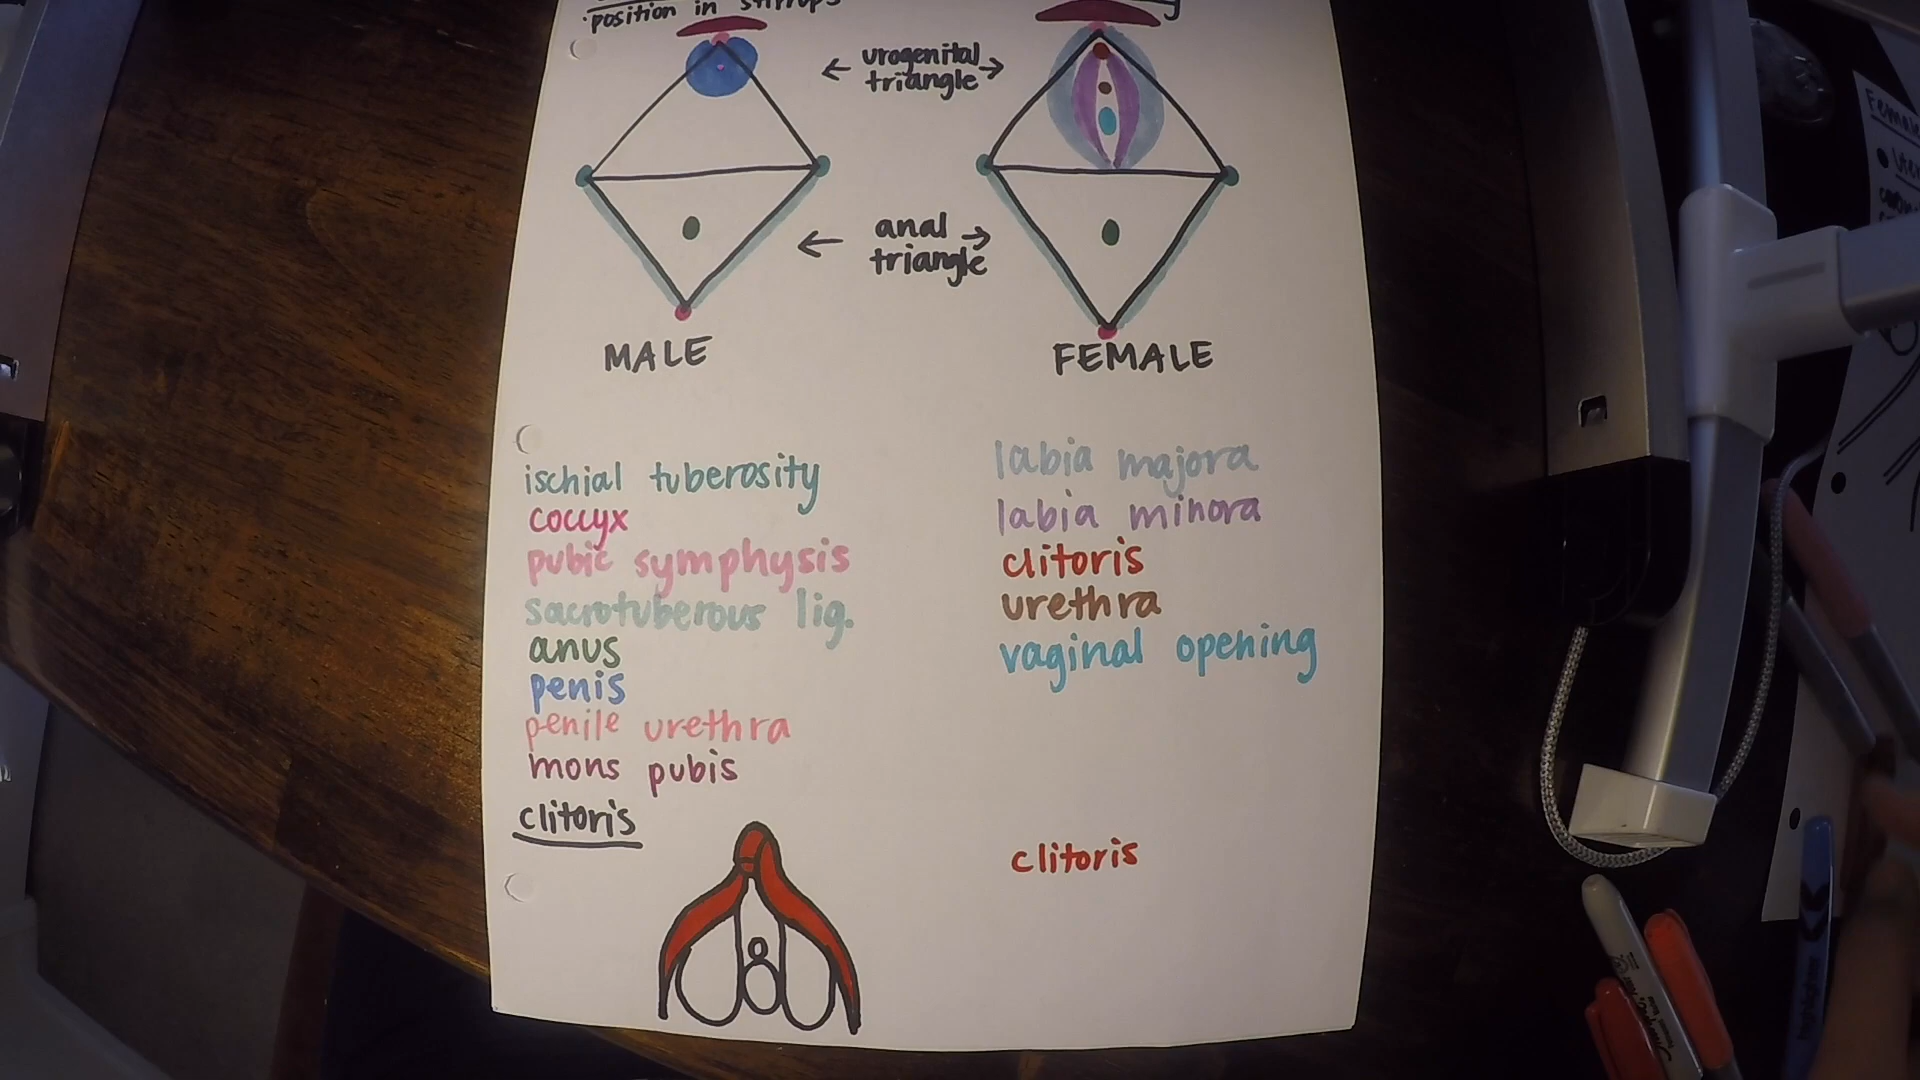 position in stirrups
← urogenital →
triangle
← anal →
triangle
MALE
FEMALE
ischial tuberosity
coccyx
pubic symphysis
sacrotuberous lig.
anus
penis
penile urethra
mons pubis
labia majora
labia minora
clitoris
urethra
vaginal opening
clitoris
clitoris
highlighter